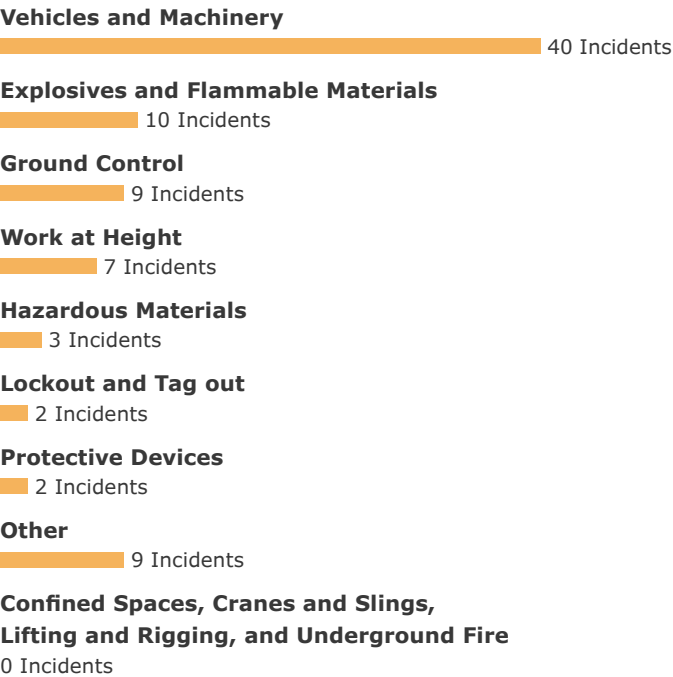 Vehicles and Machinery
40 Incidents
Explosives and Flammable Materials
10 Incidents
Ground Control
9 Incidents
Work at Height
7 Incidents
Hazardous Materials
3 Incidents
Lockout and Tag out
2 Incidents
Protective Devices
2 Incidents
Other
9 Incidents
Confined Spaces, Cranes and Slings,
Lifting and Rigging, and Underground Fire
0 Incidents